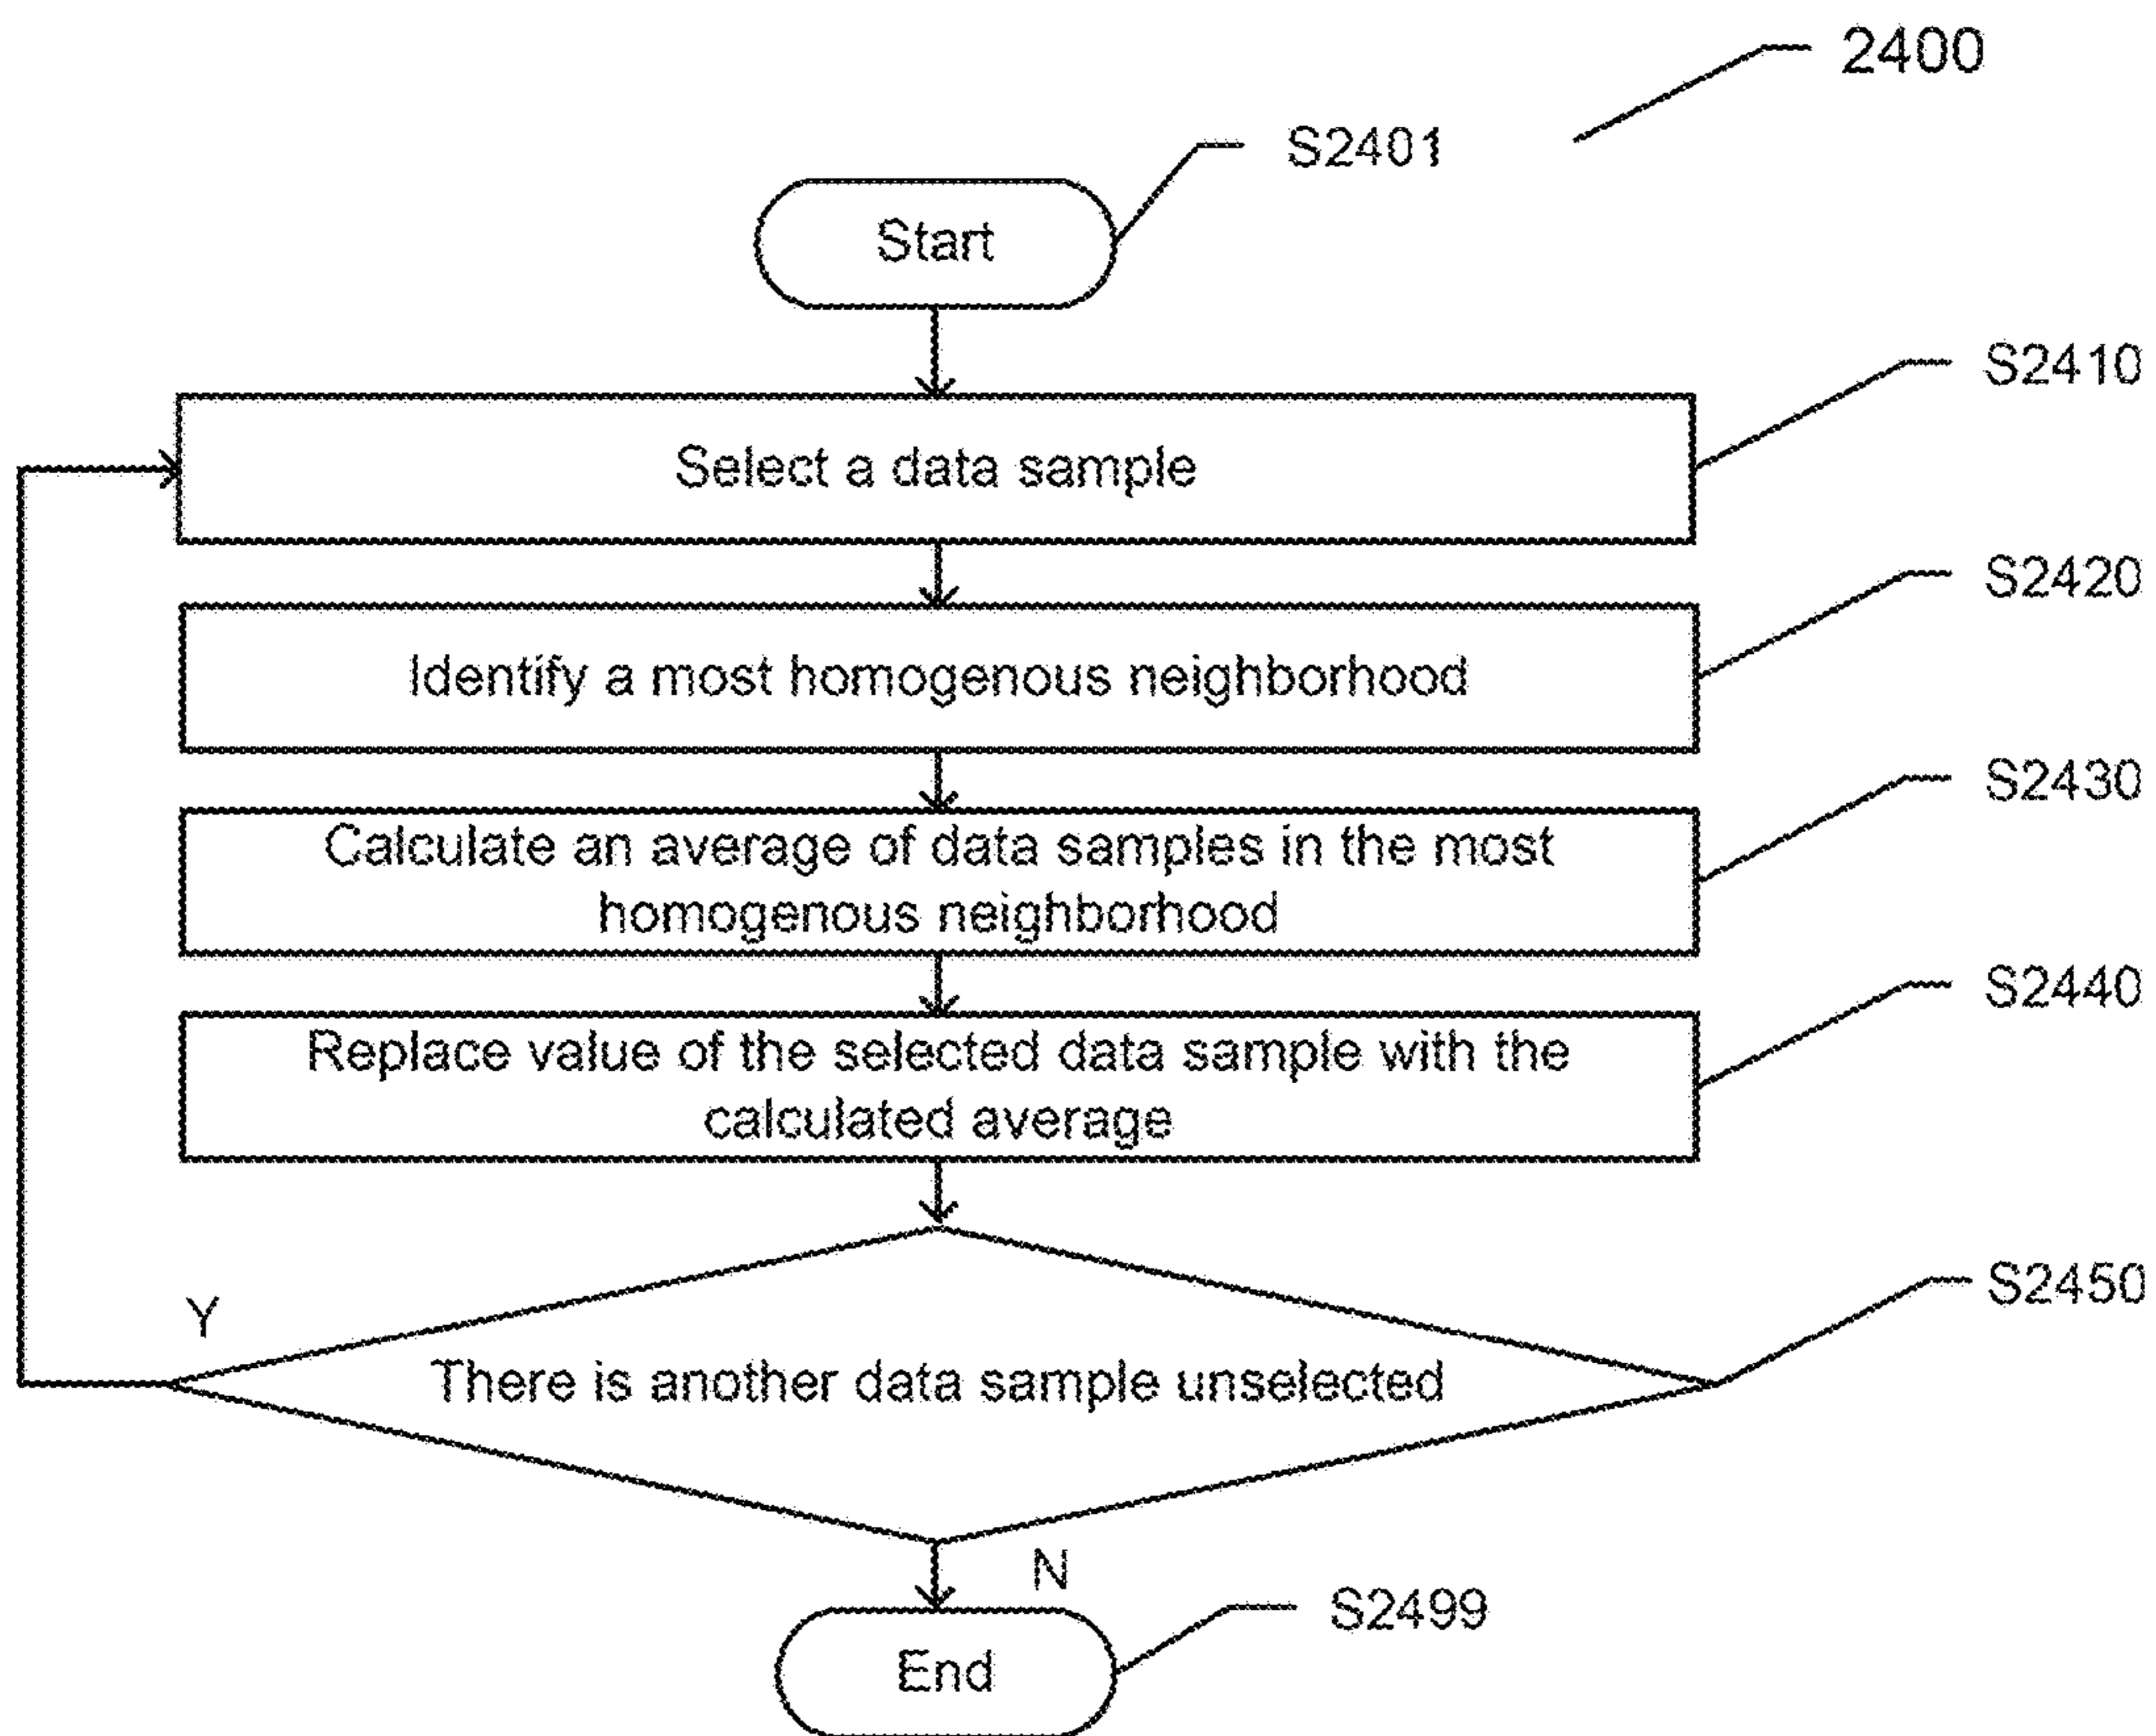 2400
S2401
Start
S2410
Select a data sample
S2420
Identify a most homogenous neighborhood
S2430
Calculate an average of data samples in the most
homogenous neighborhood
S2440
Replace value of the selected data sample with the
calculated average
S2450
Y
There is another data sample unselected
N
S2499
End